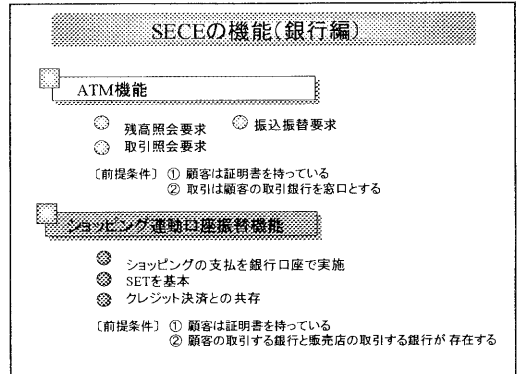 SECEの機能(銀行編)
ATM機能
残高照会要求 振込振替要求
取引照会要求
〔前提条件〕 ① 顧客は証明書を持っている
② 取引は顧客の取引銀行を窓口とする
ショッピング連動口座振替機能
ショッピングの支払を銀行口座で実施
SETを基本
クレジット決済との共存
〔前提条件〕 ① 顧客は証明書を持っている
② 顧客の取引する銀行と販売店の取引する銀行が 存在する